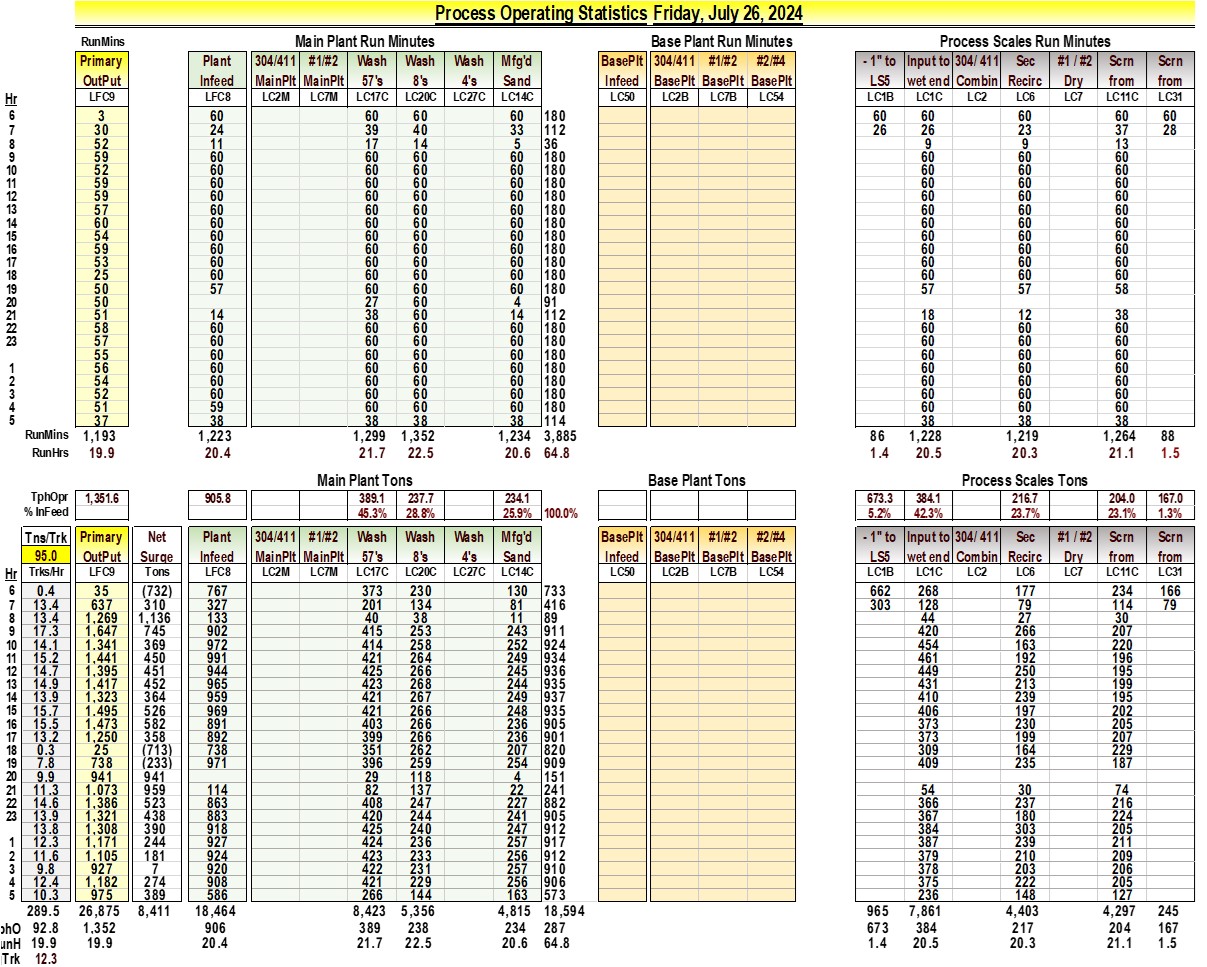 Process Operating Statistics Friday, July 26, 2024
RunMins Main Plant Run Minutes Base Plant Run Minutes Process Scales Run Minutes
Primary Plant 304/411 #1/#2 Wash Wash Wash Mfg'd BasePlt 304/411 #1/#2 #2/#4 - 1" to Input to 304/ 411 Sec #1 / #2 Scrn Scrn
OutPut Infeed MainPlt MainPlt 57's 8's 4's Sand Infeed BasePlt BasePlt BasePlt LS5 wet end Combin Recirc Dry from from
Hr LFC9 LFC8 LC2M LC7M LC17C LC20C LC27C LC14C LC50 LC2B LC7B LC54 LC1B LC1C LC2 LC6 LC7 LC11C LC31
6 3 60 60 60 60 180 60 60 60 60 60
7 30 24 39 40 33 112 26 26 23 37 28
8 52 11 17 14 5 36 9 9 13
9 59 60 60 60 60 180 60 60 60
10 52 60 60 60 60 180 60 60 60
11 59 60 60 60 60 180 60 60 60
12 59 60 60 60 60 180 60 60 60
13 57 60 60 60 60 180 60 60 60
14 60 60 60 60 60 180 60 60 60
15 54 60 60 60 60 180 60 60 60
16 59 60 60 60 60 180 60 60 60
17 53 60 60 60 60 180 60 60 60
18 25 60 60 60 60 180 60 60 60
19 50 57 60 60 60 180 57 57 58
20 50 27 60 4 91
21 51 14 38 60 14 112 18 12 38
22 58 60 60 60 60 180 60 60 60
23 57 60 60 60 60 180 60 60 60
55 60 60 60 60 180 60 60 60
1 56 60 60 60 60 180 60 60 60
2 54 60 60 60 60 180 60 60 60
3 52 60 60 60 60 180 60 60 60
4 51 59 60 60 60 180 60 60 60
5 37 38 38 38 38 114 38 38 38
RunMins 1,193 1,223 1,299 1,352 1,234 3,885 86 1,228 1,219 1,264 88
RunHrs 19.9 20.4 21.7 22.5 20.6 64.8 1.4 20.5 20.3 21.1 1.5
Main Plant Tons Base Plant Tons Process Scales Tons
TphOpr 1,351.6 905.8 389.1 237.7 234.1 673.3 384.1 216.7 204.0 167.0
% InFeed 45.3% 28.8% 25.9% 100.0% 5.2% 42.3% 23.7% 23.1% 1.3%
Tns/Trk Primary Net Plant 304/411 #1/#2 Wash Wash Wash Mfg'd BasePlt 304/411 #1/#2 #2/#4 - 1" to Input to 304/ 411 Sec #1 / #2 Scrn Scrn
95.0 OutPut Surge Infeed MainPlt MainPlt 57's 8's 4's Sand Infeed BasePlt BasePlt BasePlt LS5 wet end Combin Recirc Dry from from
Hr Trks/Hr LFC9 Tons LFC8 LC2M LC7M LC17C LC20C LC27C LC14C LC50 LC2B LC7B LC54 LC1B LC1C LC2 LC6 LC7 LC11C LC31
6 0.4 35 (732) 767 373 230 130 733 662 268 177 234 166
7 13.4 637 310 327 201 134 81 416 303 128 79 114 79
8 13.4 1,269 1,136 133 40 38 11 89 44 27 30
9 17.3 1,647 745 902 415 253 243 911 420 266 207
10 14.1 1,341 369 972 414 258 252 924 454 163 220
11 15.2 1,441 450 991 421 264 249 934 461 192 196
12 14.7 1,395 451 944 425 266 245 936 449 250 195
13 14.9 1,417 452 965 423 268 244 935 431 213 199
14 13.9 1,323 364 959 421 267 249 937 410 239 195
15 15.7 1,495 526 969 421 266 248 935 406 197 202
16 15.5 1,473 582 891 403 266 236 905 373 230 205
17 13.2 1,250 358 892 399 266 236 901 373 199 207
18 0.3 25 (713) 738 351 262 207 820 309 164 229
19 7.8 738 (233) 971 396 259 254 909 409 235 187
20 9.9 941 941 29 118 4 151
21 11.3 1,073 959 114 82 137 22 241 54 30 74
22 14.6 1,386 523 863 408 247 227 882 366 237 216
23 13.9 1,321 438 883 420 244 241 905 367 180 224
13.8 1,308 390 918 425 240 247 912 384 303 205
1 12.3 1,171 244 927 424 236 257 917 387 239 211
2 11.6 1,105 181 924 423 233 256 912 379 210 209
3 9.8 927 7 920 422 231 257 910 378 203 206
4 12.4 1,182 274 908 421 229 256 906 375 222 205
5 10.3 975 389 586 266 144 163 573 236 148 127
289.5 26,875 8,411 18,464 8,423 5,356 4,815 18,594 965 7,861 4,403 4,297 245
phO 92.8 1,352 906 389 238 234 287 673 384 217 204 167
unH 19.9 19.9 20.4 21.7 22.5 20.6 64.8 1.4 20.5 20.3 21.1 1.5
Trk 12.3